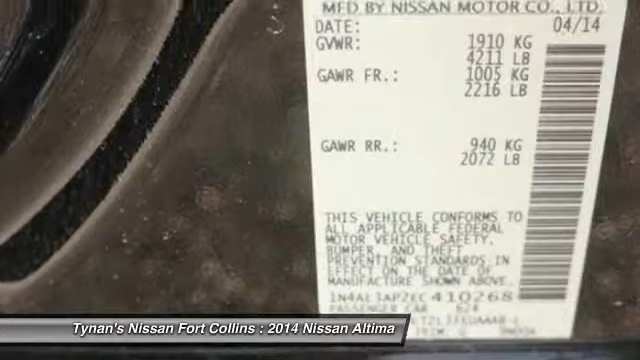 MFD BY NISSAN MOTOR CO., LTD.
DATE: 04/14
GVWR: 1910 KG
4211 LB
GAWR FR.: 1005 KG
2216 LB
GAWR RR.: 940 KG
2072 LB
THIS VEHICLE CONFORMS TO
ALL APPLICABLE FEDERAL
MOTOR VEHICLE SAFETY,
BUMPER, AND THEFT
PREVENTION STANDARDS IN
EFFECT ON THE DATE OF
MANUFACTURE SHOWN ABOVE.
1N4AL3AP2EC410268
PASSENGER CAR
Tynan's Nissan Fort Collins : 2014 Nissan Altima